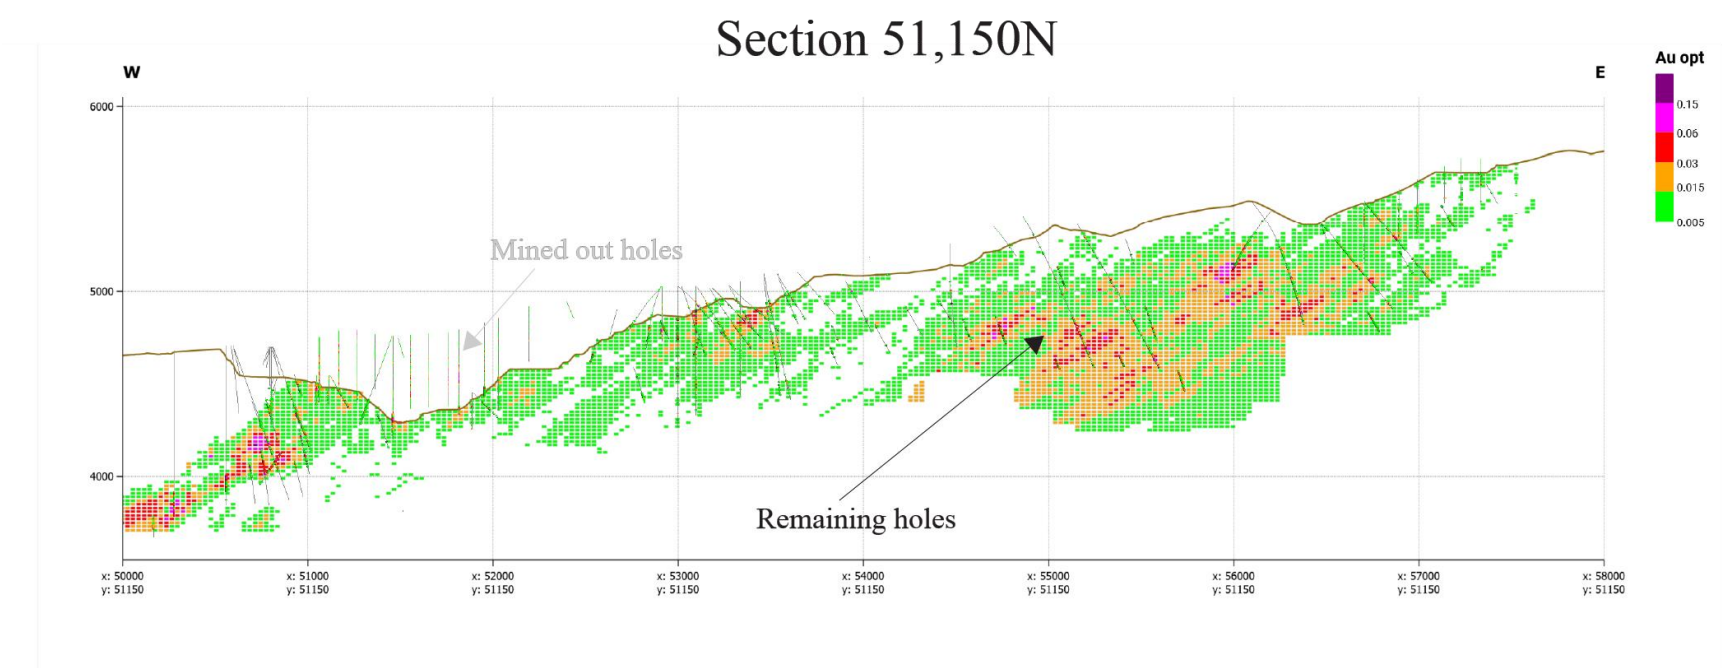 Section 51,150N
Au opt
W
E
0.15
0.06
0.03
0.015
0.005
6000
5000
4000
Mined out holes
Remaining holes
x: 50000
y: 51150
x: 51000
y: 51150
x: 52000
y: 51150
x: 53000
y: 51150
x: 54000
y: 51150
x: 55000
y: 51150
x: 56000
y: 51150
x: 57000
y: 51150
x: 58000
y: 51150